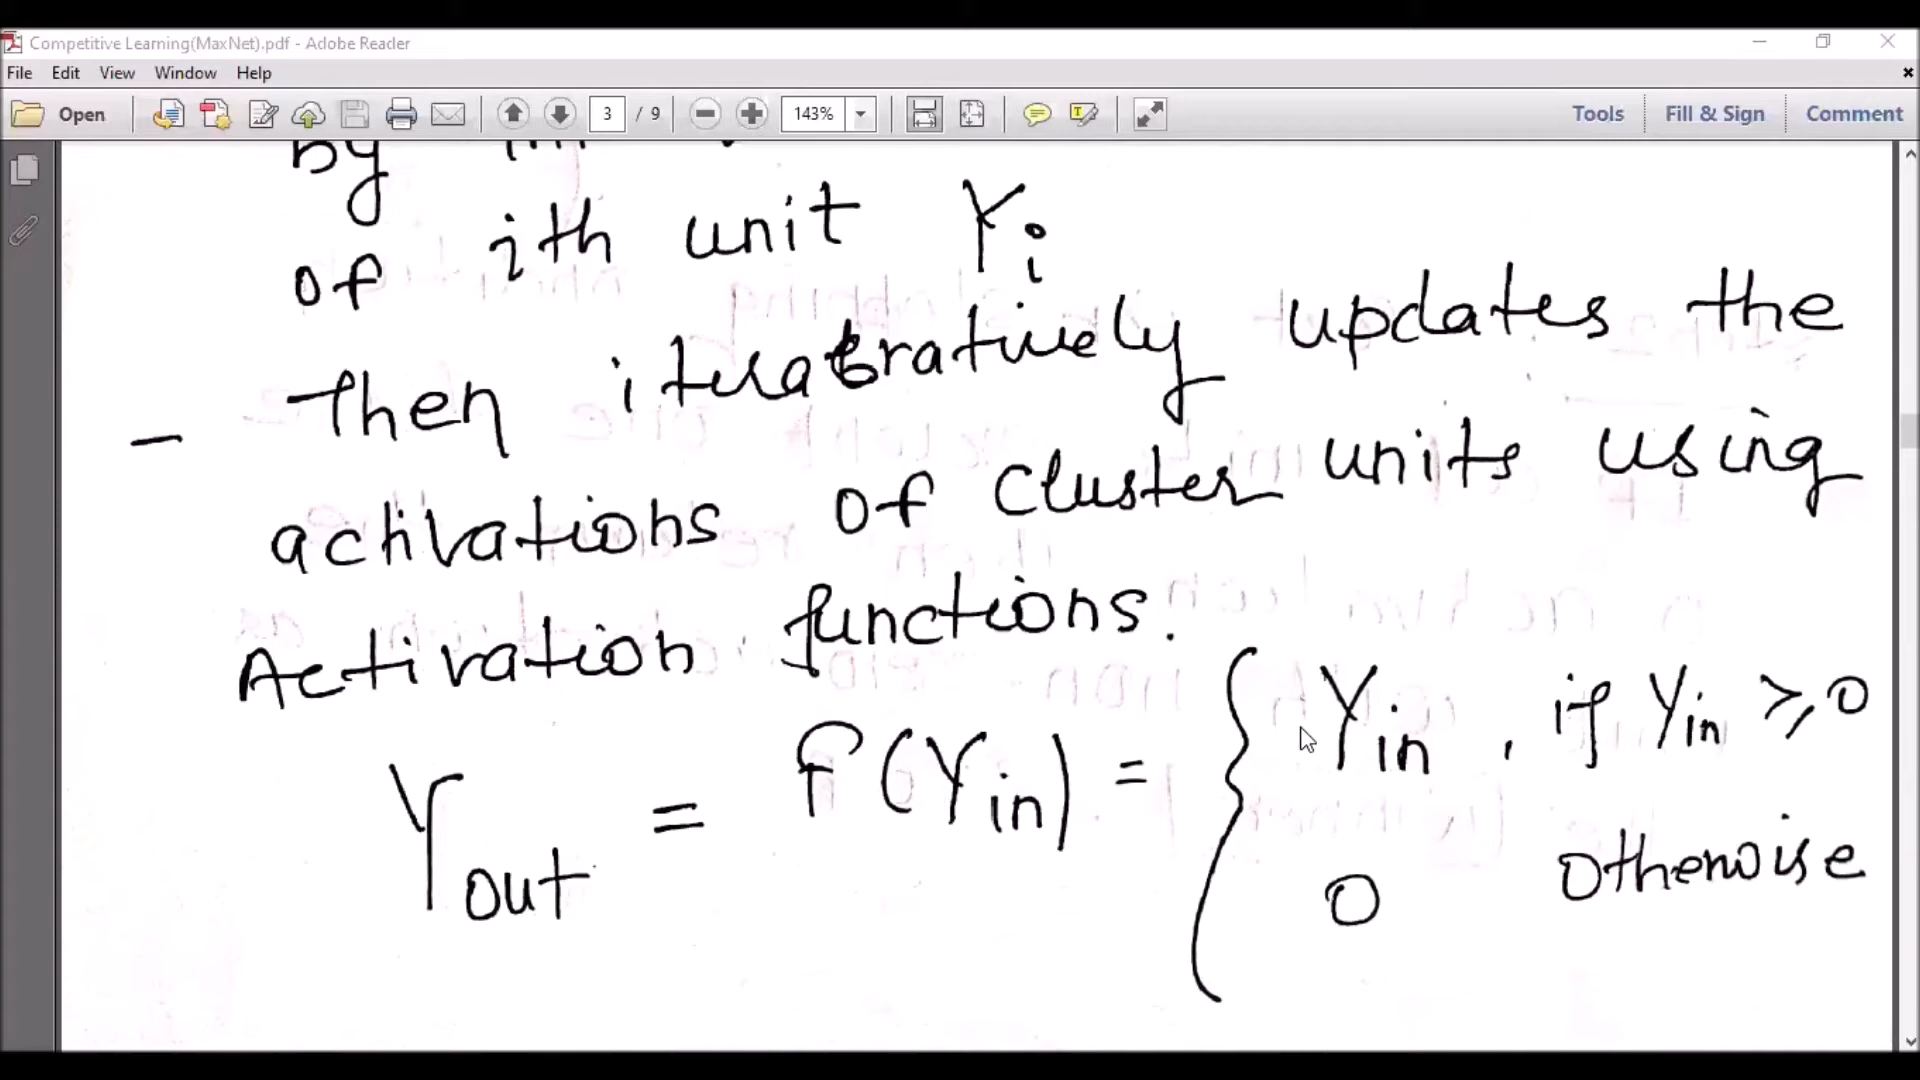 Competitive Learning(MaxNet).pdf - Adobe Reader
File Edit View Window Help
Open 3 / 9 143% Tools Fill & Sign Comment
by
of ith unit Yi
- Then iteratively updates the
activations of cluster units using
Activation functions.
Yout = f(Yin) = { Yin , if Yin ≥ 0
0 otherwise